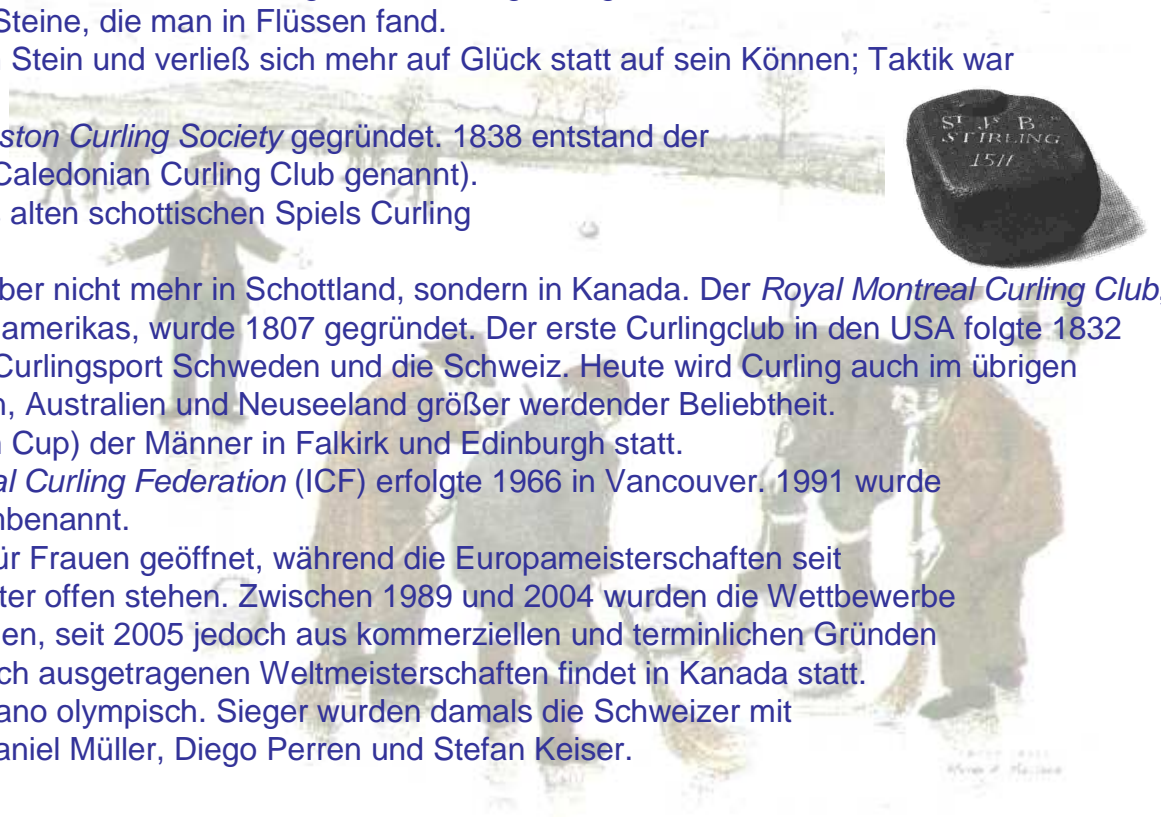 Steine, die man in Flüssen fand.
Stein und verließ sich mehr auf Glück statt auf sein Können; Taktik war
ston Curling Society gegründet. 1838 entstand der
Caledonian Curling Club genannt).
alten schottischen Spiels Curling
ST. JS. B.
STIRLING
1511
ber nicht mehr in Schottland, sondern in Kanada. Der Royal Montreal Curling Club,
amerikas, wurde 1807 gegründet. Der erste Curlingclub in den USA folgte 1832
Curlingsport Schweden und die Schweiz. Heute wird Curling auch im übrigen
n, Australien und Neuseeland größer werdender Beliebtheit.
n Cup) der Männer in Falkirk und Edinburgh statt.
al Curling Federation (ICF) erfolgte 1966 in Vancouver. 1991 wurde
nbenannt.
ür Frauen geöffnet, während die Europameisterschaften seit
ter offen stehen. Zwischen 1989 und 2004 wurden die Wettbewerbe
en, seit 2005 jedoch aus kommerziellen und terminlichen Gründen
ch ausgetragenen Weltmeisterschaften findet in Kanada statt.
ano olympisch. Sieger wurden damals die Schweizer mit
aniel Müller, Diego Perren und Stefan Keiser.